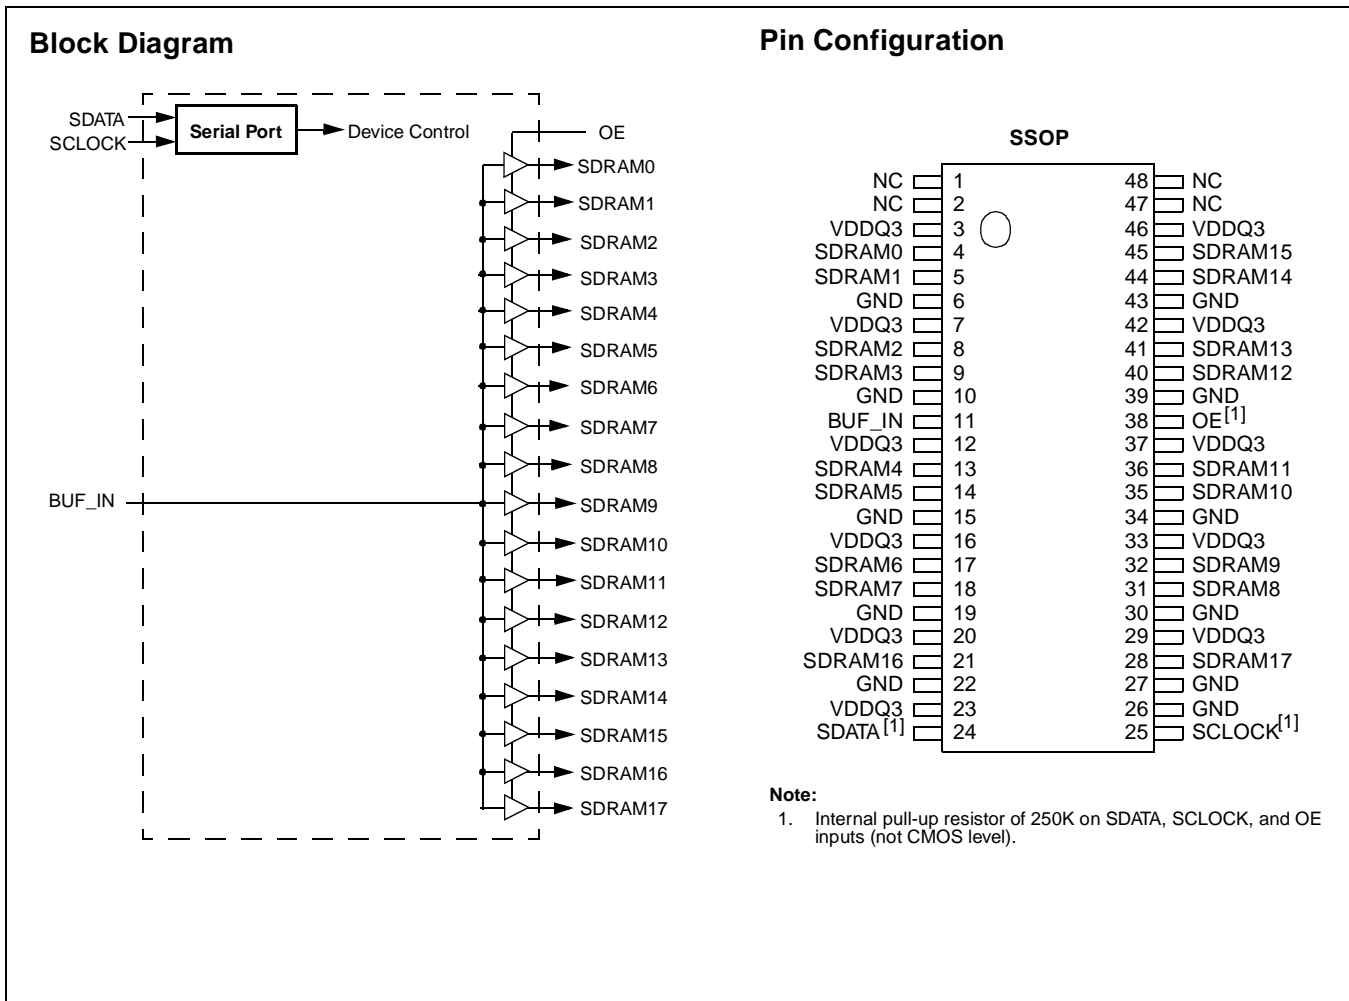 Block Diagram
SDATA
SCLOCK
Serial Port
Device Control
OE
SDRAM0
SDRAM1
SDRAM2
SDRAM3
SDRAM4
SDRAM5
SDRAM6
SDRAM7
SDRAM8
BUF_IN
SDRAM9
SDRAM10
SDRAM11
SDRAM12
SDRAM13
SDRAM14
SDRAM15
SDRAM16
SDRAM17
Pin Configuration
SSOP
NC 1 48 NC
NC 2 47 NC
VDDQ3 3 46 VDDQ3
SDRAM0 4 45 SDRAM15
SDRAM1 5 44 SDRAM14
GND 6 43 GND
VDDQ3 7 42 VDDQ3
SDRAM2 8 41 SDRAM13
SDRAM3 9 40 SDRAM12
GND 10 39 GND
BUF_IN 11 38 OE[1]
VDDQ3 12 37 VDDQ3
SDRAM4 13 36 SDRAM11
SDRAM5 14 35 SDRAM10
GND 15 34 GND
VDDQ3 16 33 VDDQ3
SDRAM6 17 32 SDRAM9
SDRAM7 18 31 SDRAM8
GND 19 30 GND
VDDQ3 20 29 VDDQ3
SDRAM16 21 28 SDRAM17
GND 22 27 GND
VDDQ3 23 26 GND
SDATA[1] 24 25 SCLOCK[1]
Note:
1. Internal pull-up resistor of 250K on SDATA, SCLOCK, and OE
inputs (not CMOS level).